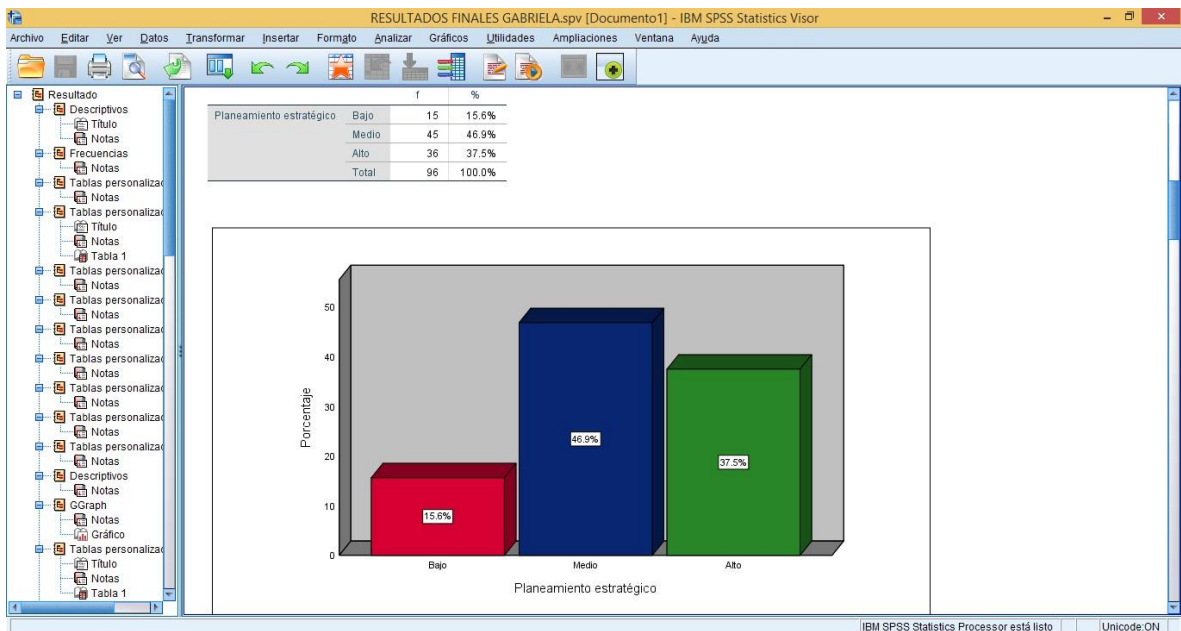 RESULTADOS FINALES GABRIELA.spv [Documento1] - IBM SPSS Statistics Visor
Archivo Editar Ver Datos Transformar Insertar Formato Analizar Gráficos Utilidades Ampliaciones Ventana Ayuda
Resultado
Descriptivos
Título
Notas
Frecuencias
Notas
Tablas personalizad
Notas
Tablas personalizad
Título
Notas
Tabla 1
Tablas personalizad
Notas
Tablas personalizad
Notas
Tablas personalizad
Notas
Tablas personalizad
Notas
Tablas personalizad
Notas
Tablas personalizad
Notas
Tablas personalizad
Notas
Descriptivos
Notas
GGraph
Notas
Gráfico
Tablas personalizad
Título
Notas
Tabla 1
f %
Planeamiento estratégico Bajo 15 15.6%
Medio 45 46.9%
Alto 36 37.5%
Total 96 100.0%
Porcentaje
50
40
30
20
10
0
15.6%
46.9%
37.5%
Bajo Medio Alto
Planeamiento estratégico
IBM SPSS Statistics Processor está listo Unicode:ON